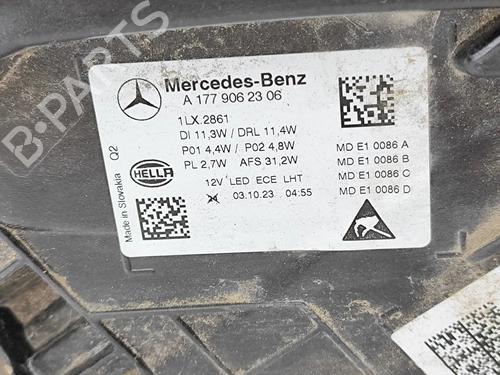 Mercedes-Benz
A 177 906 23 06
1LX.2861
DI 11,3W / DRL 11,4W
P01 4,4W / P02 4,8W
PL 2,7W AFS 31,2W
12V LED ECE LHT
03.10.23 04:55
MD E1 0086 A
MD E1 0086 B
MD E1 0086 C
MD E1 0086 D
HELLA
Made in Slovakia Q2
B-PARTS